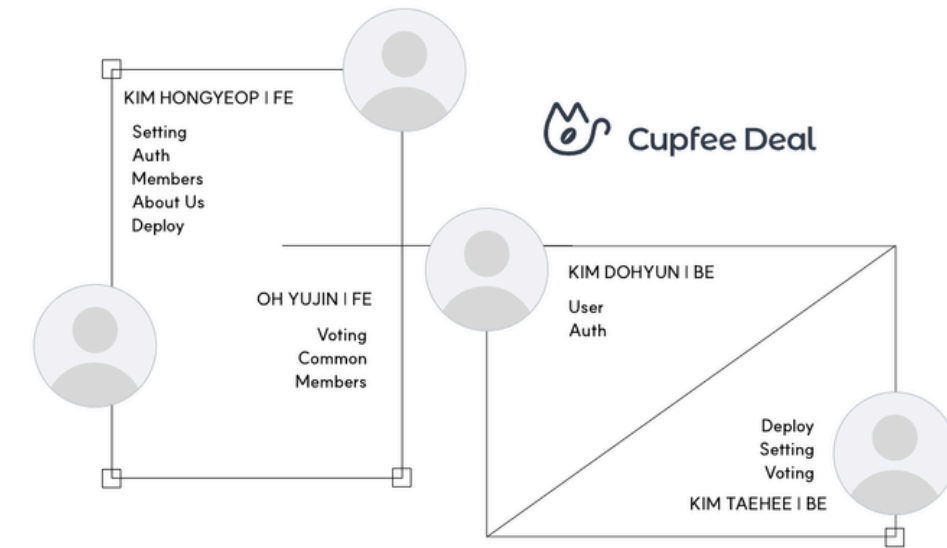 KIM HONGYEOP | FE
Setting
Auth
Members
About Us
Deploy
OH YUJIN | FE
Voting
Common
Members
Cupfee Deal
KIM DOHYUN | BE
User
Auth
Deploy
Setting
Voting
KIM TAEHEE | BE